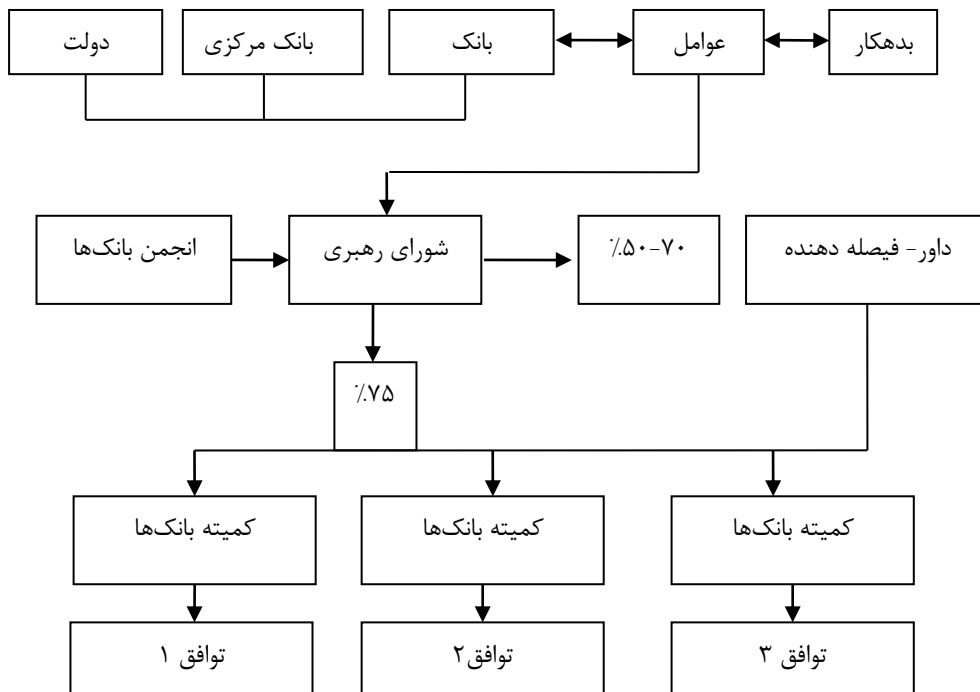 بدهکار
عوامل
بانک
بانک مرکزی
دولت
داور- فیصله دهنده
٪۵۰-۷۰
شورای رهبری
انجمن بانک‌ها
٪۷۵
کمیته بانک‌ها
کمیته بانک‌ها
کمیته بانک‌ها
توافق ۳
توافق۲
توافق ۱